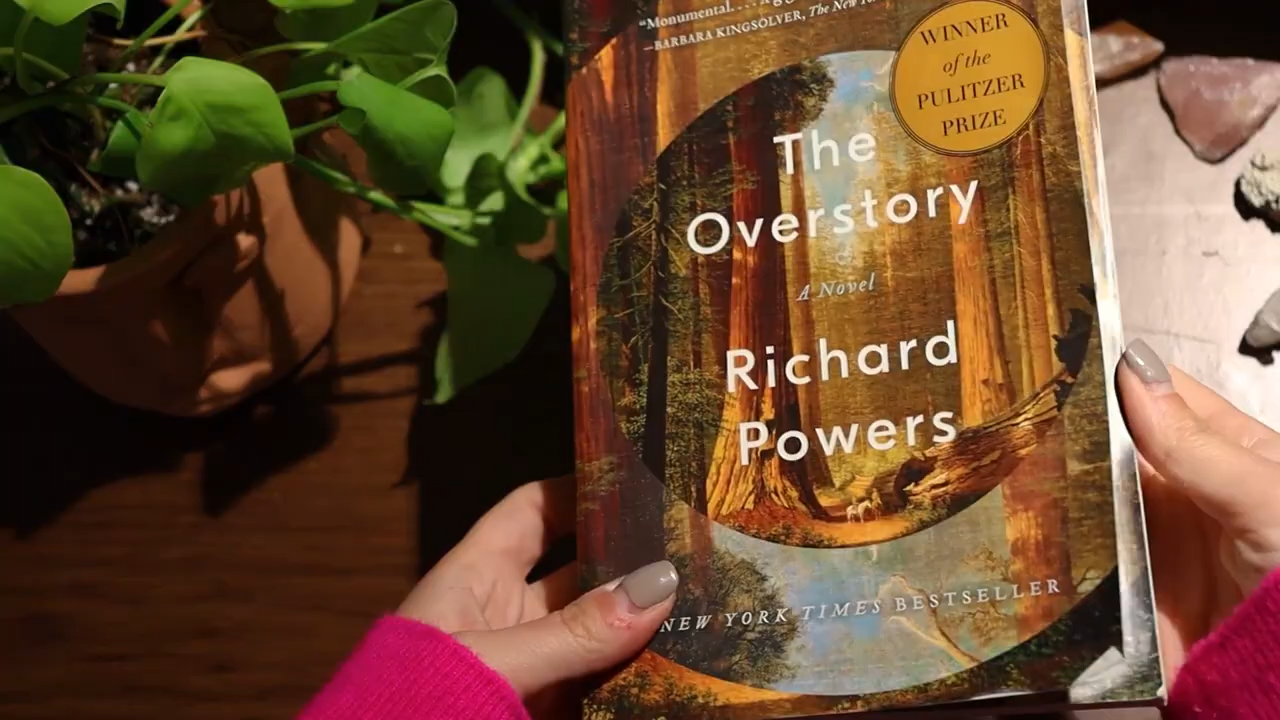 "Monumental. . . .
—BARBARA KINGSOLVER, The New
WINNER
of the
PULITZER
PRIZE
The
Overstory
A Novel
Richard
Powers
NEW YORK TIMES BESTSELLER